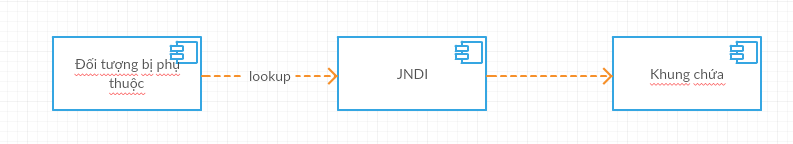 Đối tượng bị phụ
thuộc
lookup
JNDI
Khung chứa